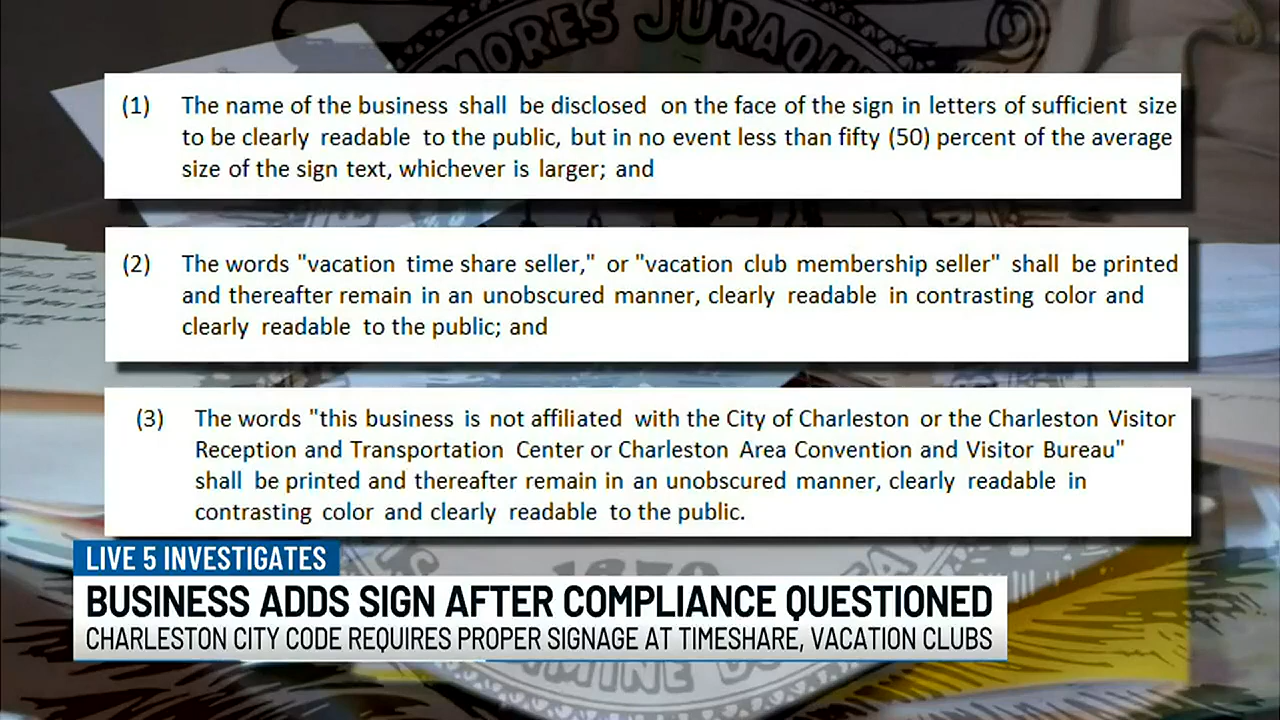 MORES JURAQUE
(1) The name of the business shall be disclosed on the face of the sign in letters of sufficient size
to be clearly readable to the public, but in no event less than fifty (50) percent of the average
size of the sign text, whichever is larger; and
(2) The words "vacation time share seller," or "vacation club membership seller" shall be printed
and thereafter remain in an unobscured manner, clearly readable in contrasting color and
clearly readable to the public; and
(3) The words "this business is not affiliated with the City of Charleston or the Charleston Visitor
Reception and Transportation Center or Charleston Area Convention and Visitor Bureau"
shall be printed and thereafter remain in an unobscured manner, clearly readable in
contrasting color and clearly readable to the public.
LIVE 5 INVESTIGATES
BUSINESS ADDS SIGN AFTER COMPLIANCE QUESTIONED
CHARLESTON CITY CODE REQUIRES PROPER SIGNAGE AT TIMESHARE, VACATION CLUBS